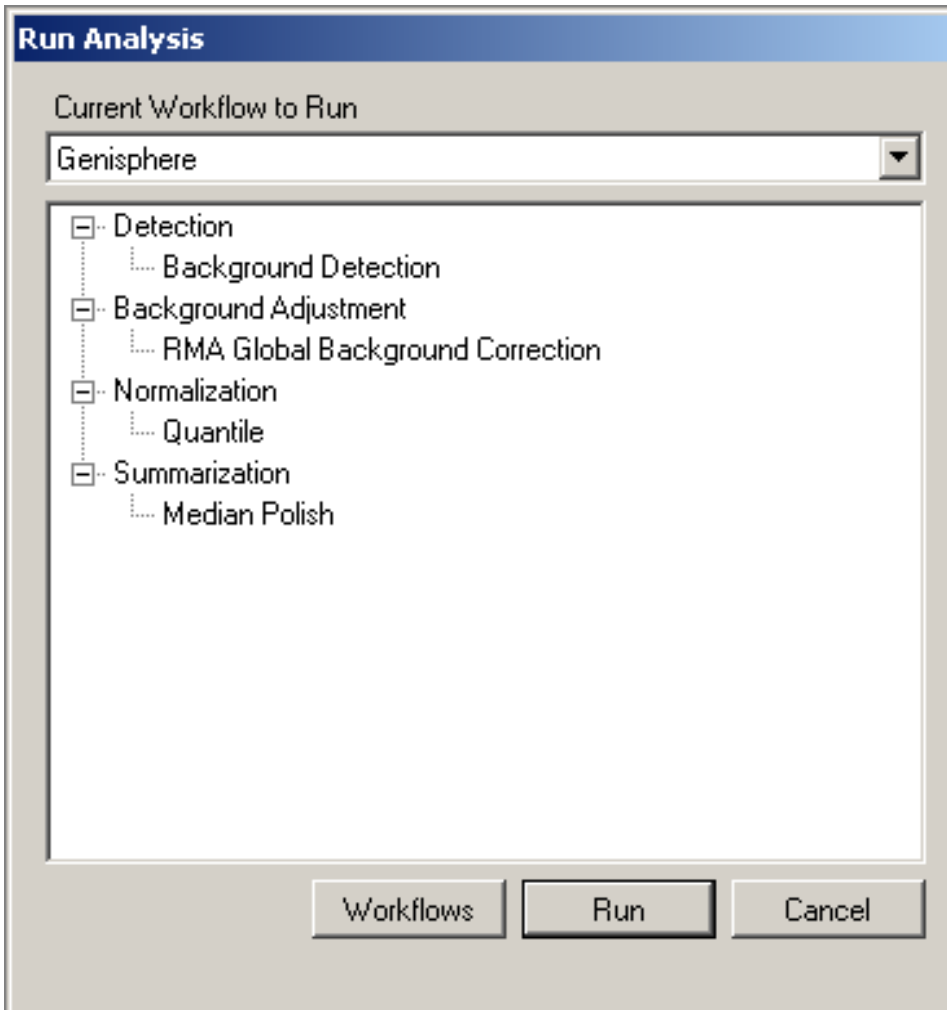 Run Analysis
Current Workflow to Run
Genisphere
Detection
Background Detection
Background Adjustment
RMA Global Background Correction
Normalization
Quantile
Summarization
Median Polish
Workflows Run Cancel